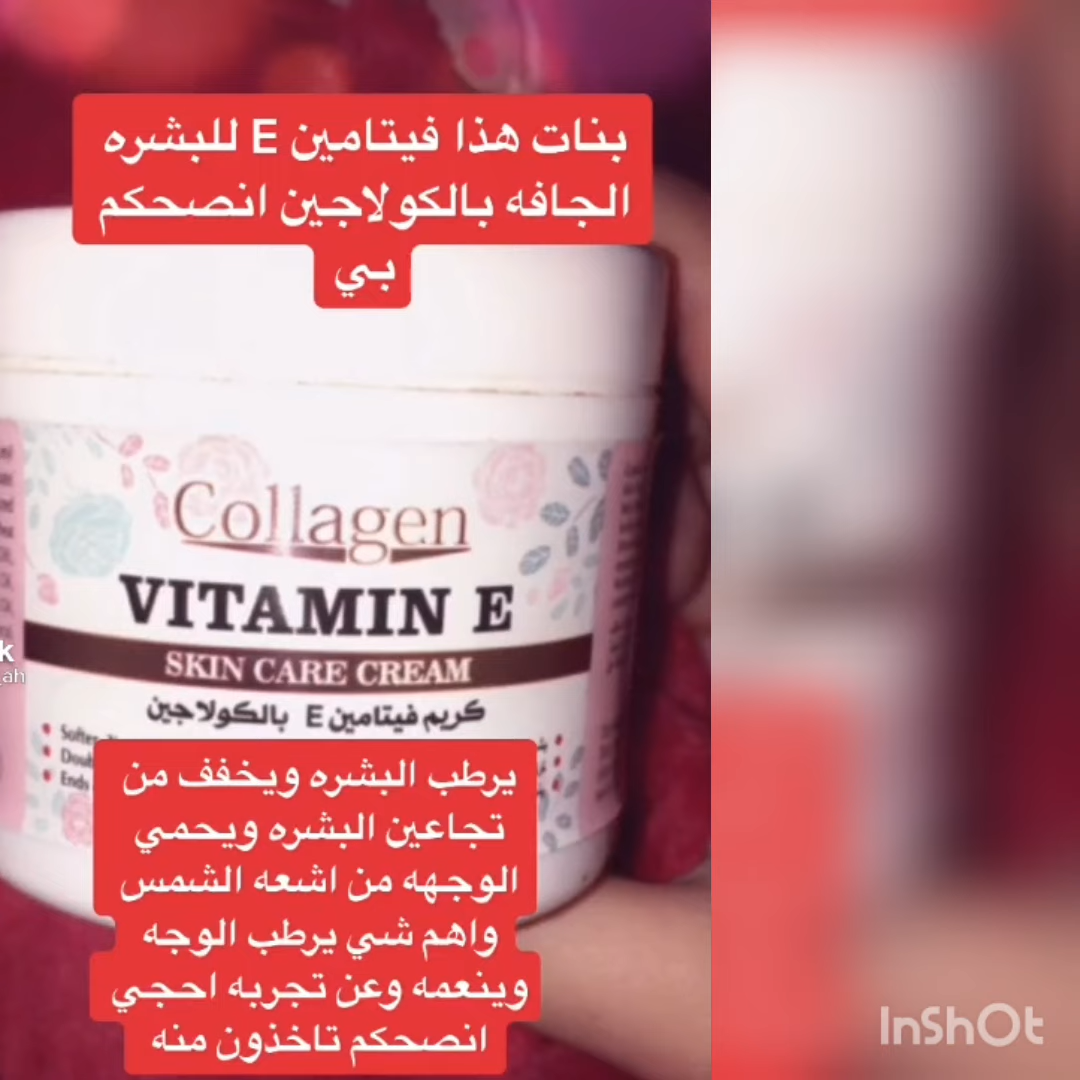 بنات هذا فيتامين E للبشره
الجافه بالكولاجين انصحكم
بي
Collagen
VITAMIN E
SKIN CARE CREAM
كريم فيتامين E بالكولاجين
Ends
يرطب البشره ويخفف من
تجاعين البشره ويحمي
الوجهه من اشعه الشمس
واهم شي يرطب الوجه
وينعمه وعن تجربه احجي
انصحكم تاخذون منه
InShOt